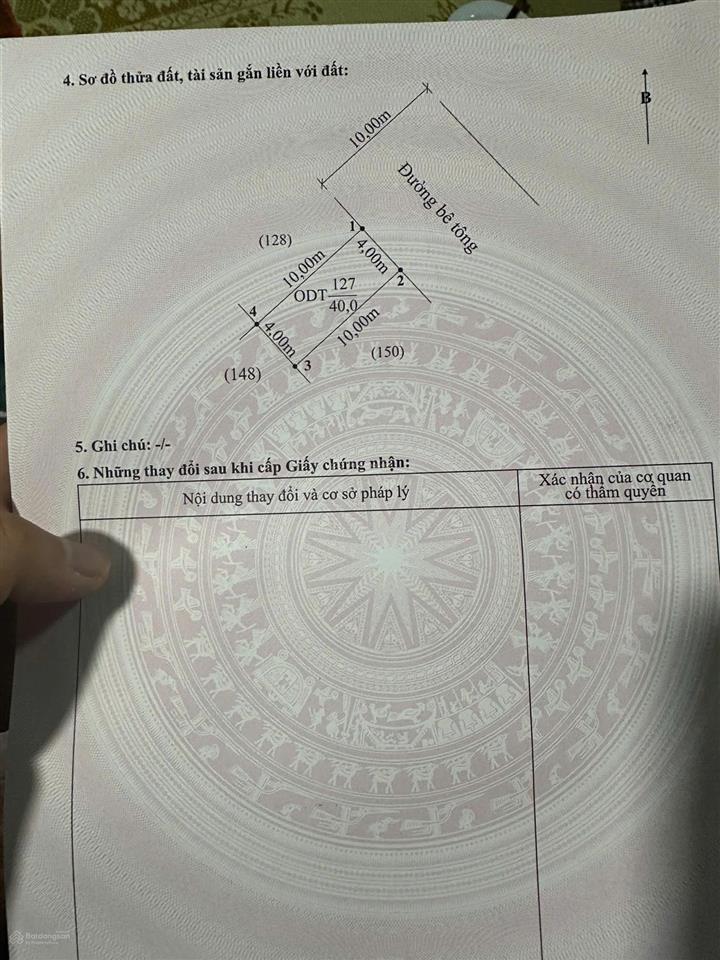 4. Sơ đồ thửa đất, tài sản gắn liền với đất:
B
10,00m
Đường bê tông
1
(128)
4,00m
10,00m
2
ODT 127
40,0
4
10,00m
4,00m
(150)
3
(148)
5. Ghi chú: -/-
6. Những thay đổi sau khi cấp Giấy chứng nhận:
Nội dung thay đổi và cơ sở pháp lý
Xác nhận của cơ quan
có thẩm quyền
Batdongsan